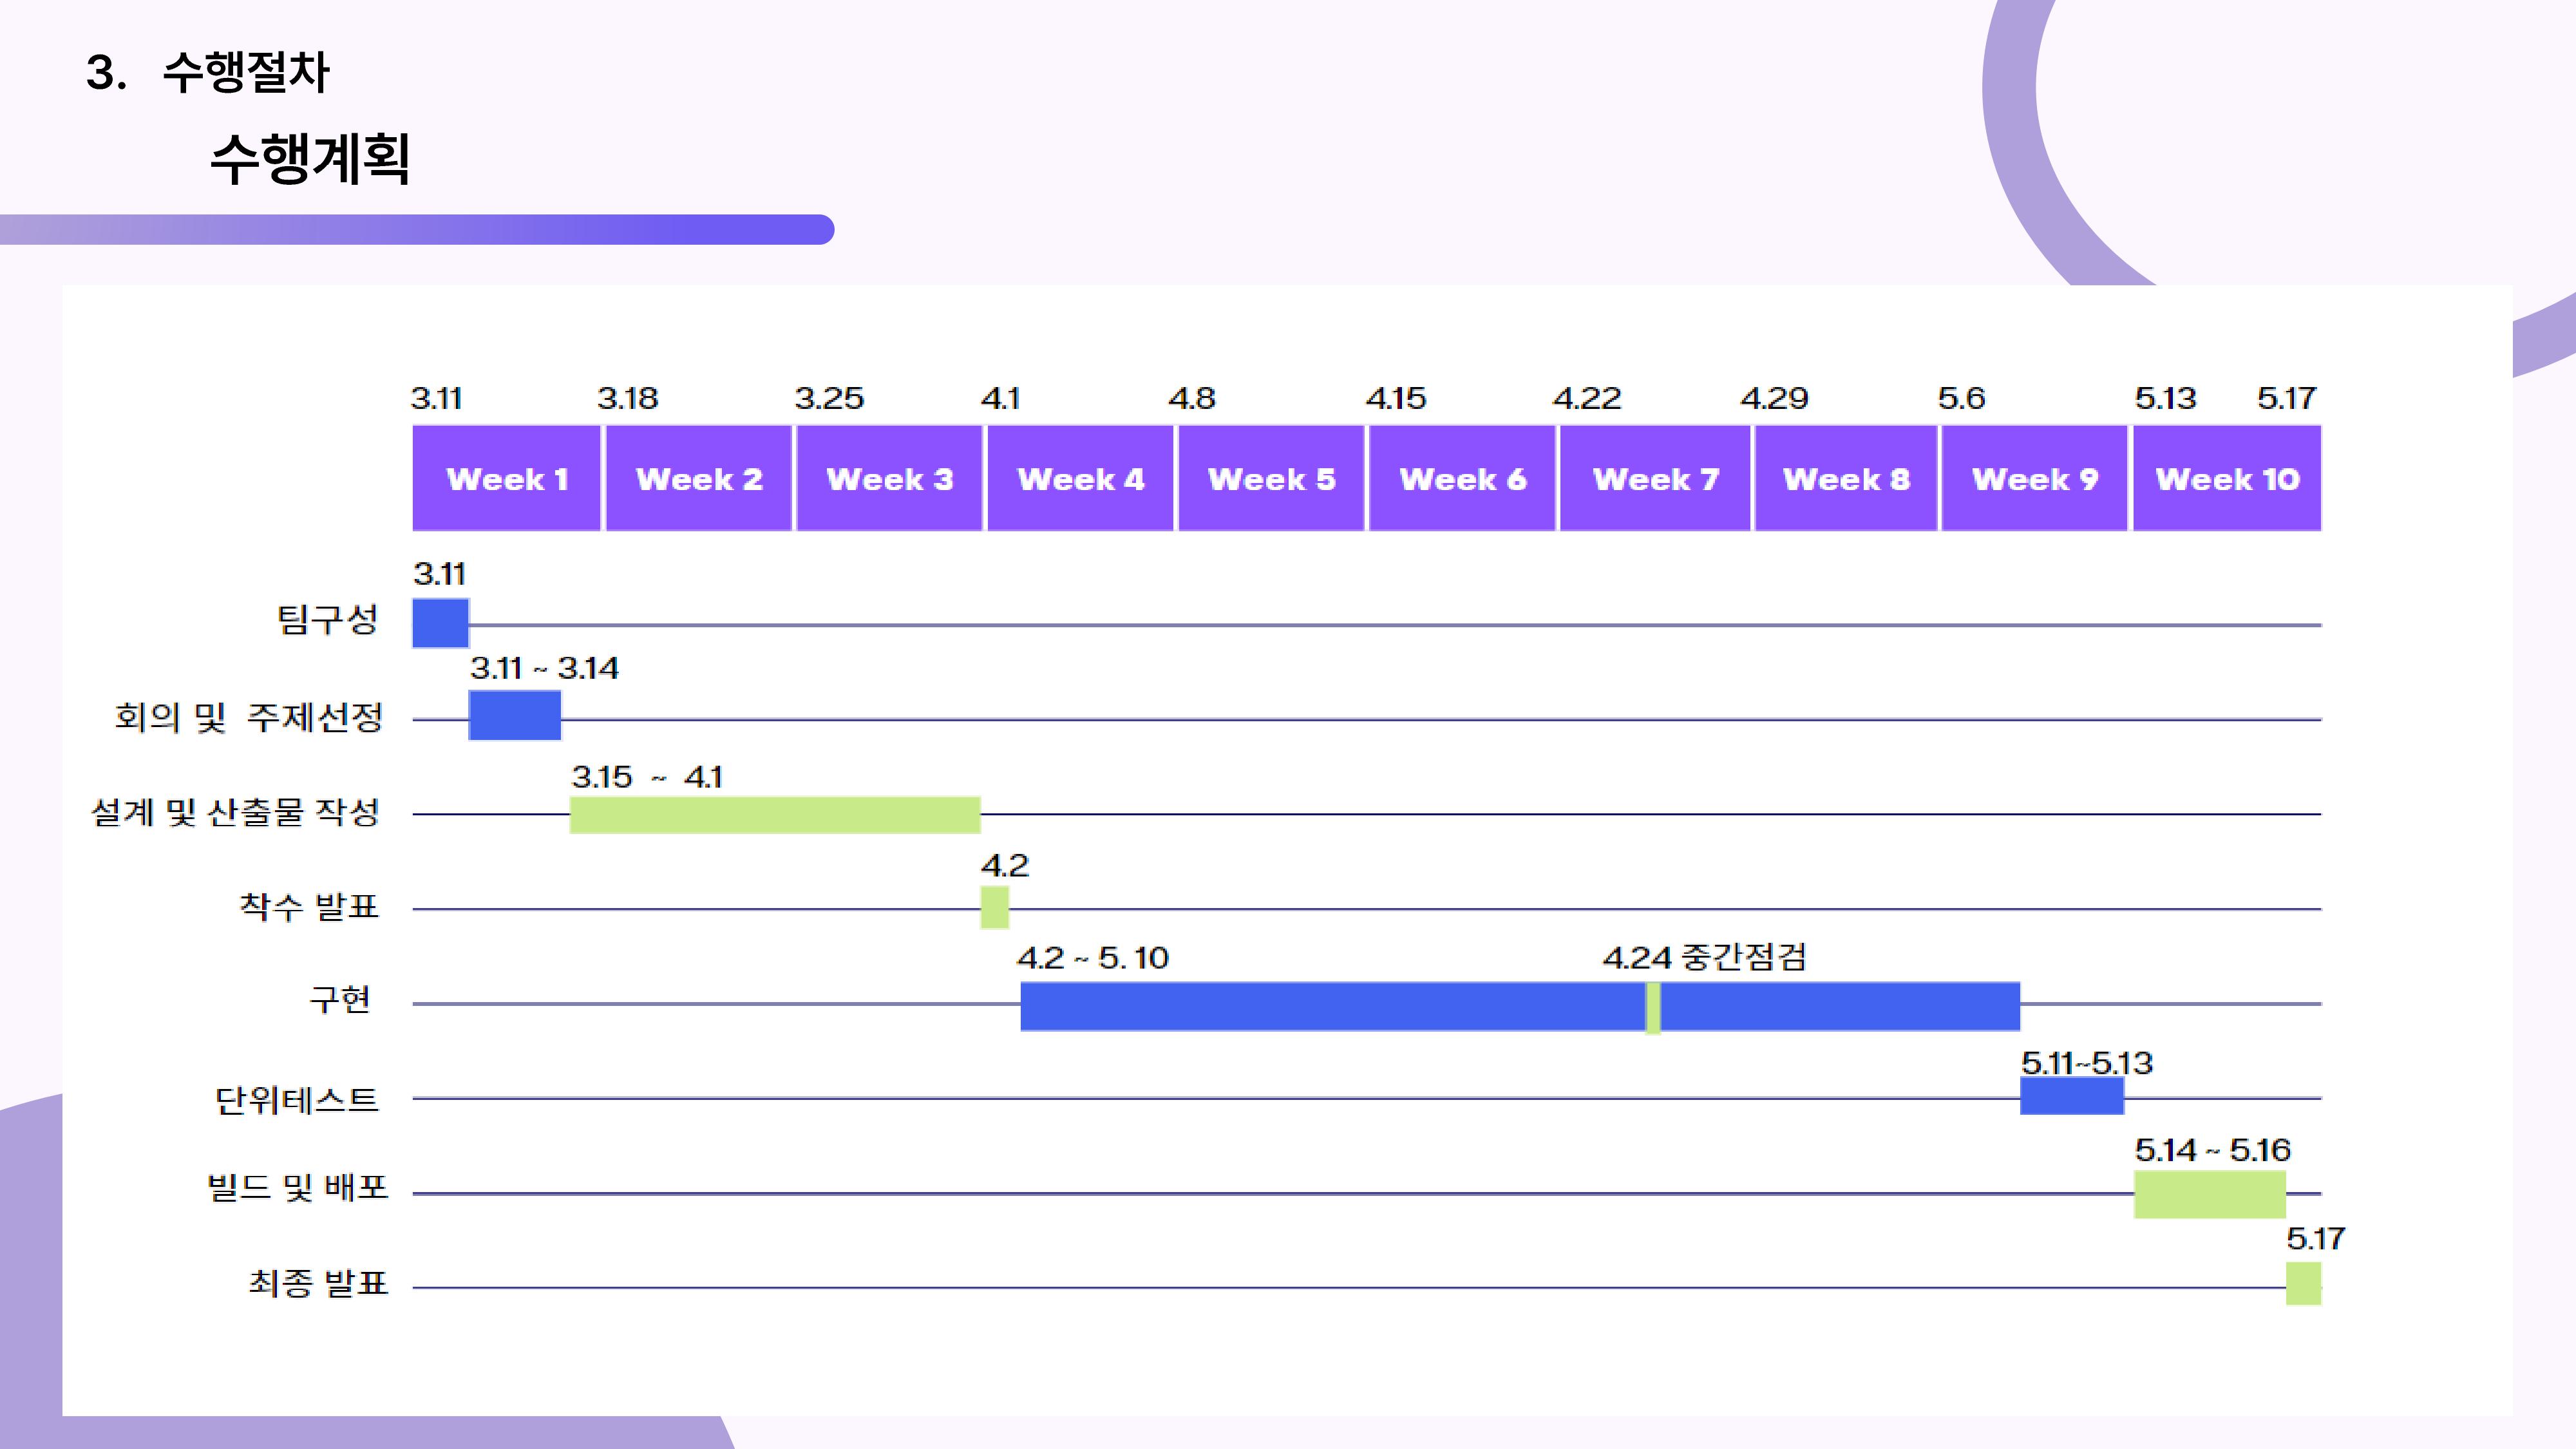 3. 수행절차
수행계획
3.11 3.18 3.25 4.1 4.8 4.15 4.22 4.29 5.6 5.13 5.17
Week 1 Week 2 Week 3 Week 4 Week 5 Week 6 Week 7 Week 8 Week 9 Week 10
3.11
팀구성
3.11 ~ 3.14
회의 및 주제선정
3.15 ~ 4.1
설계 및 산출물 작성
4.2
착수 발표
4.2 ~ 5. 10 4.24 중간점검
구현
5.11~5.13
단위테스트
5.14 ~ 5.16
빌드 및 배포
5.17
최종 발표